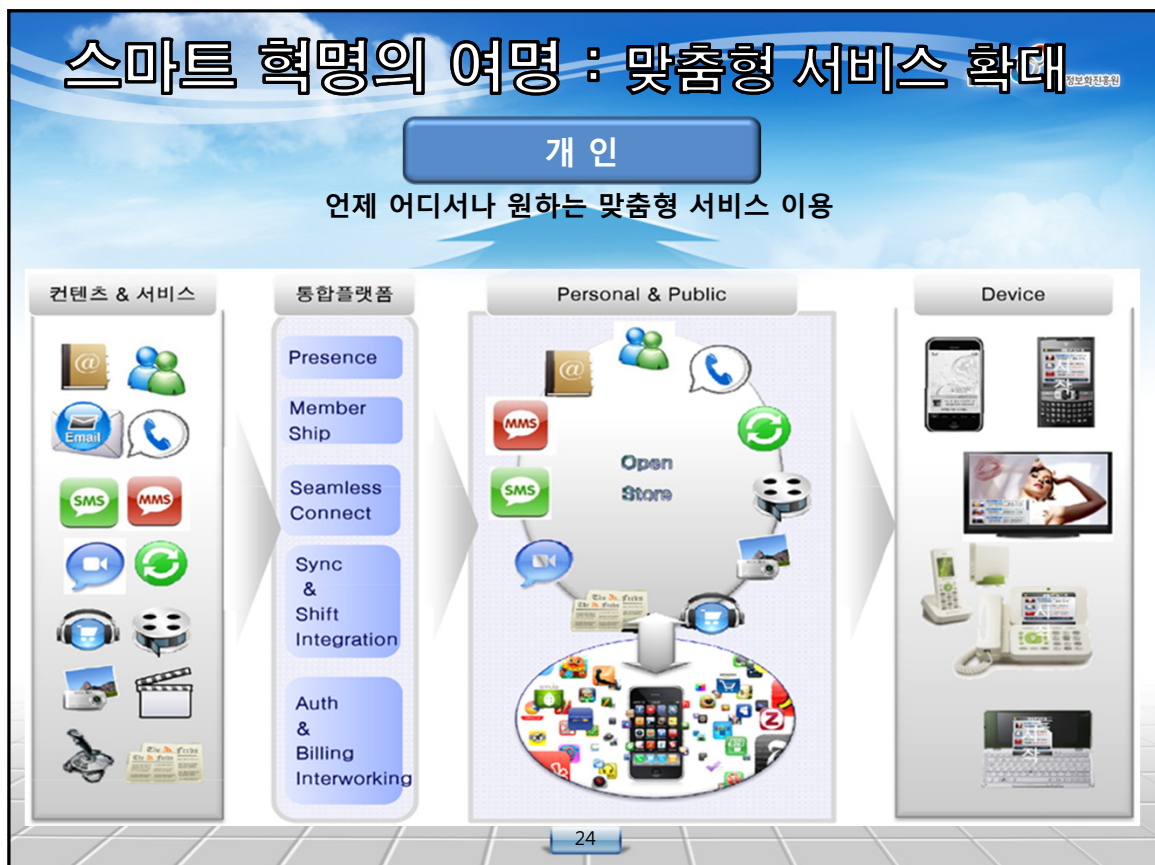 스마트 혁명의 여명 : 맞춤형 서비스 확대
정보화진흥원
개 인
언제 어디서나 원하는 맞춤형 서비스 이용
컨텐츠 & 서비스
통합플랫폼
Personal & Public
Device
@
Email
SMS
MMS
Presence
Member
Ship
Seamless
Connect
Sync
&
Shift
Integration
Auth
&
Billing
Interworking
@
MMS
SMS
Open
Store
24